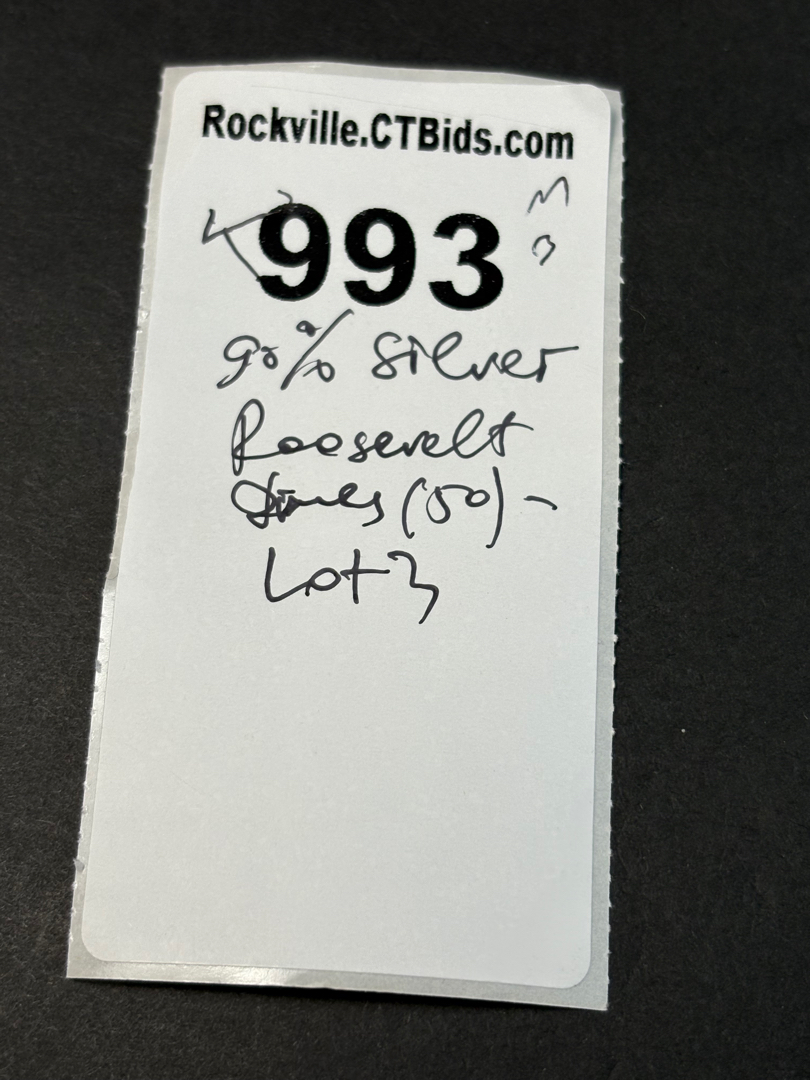 Rockville.CTBids.com
993
90% Silver
Roosevelt
dimes (50) -
Lot 3